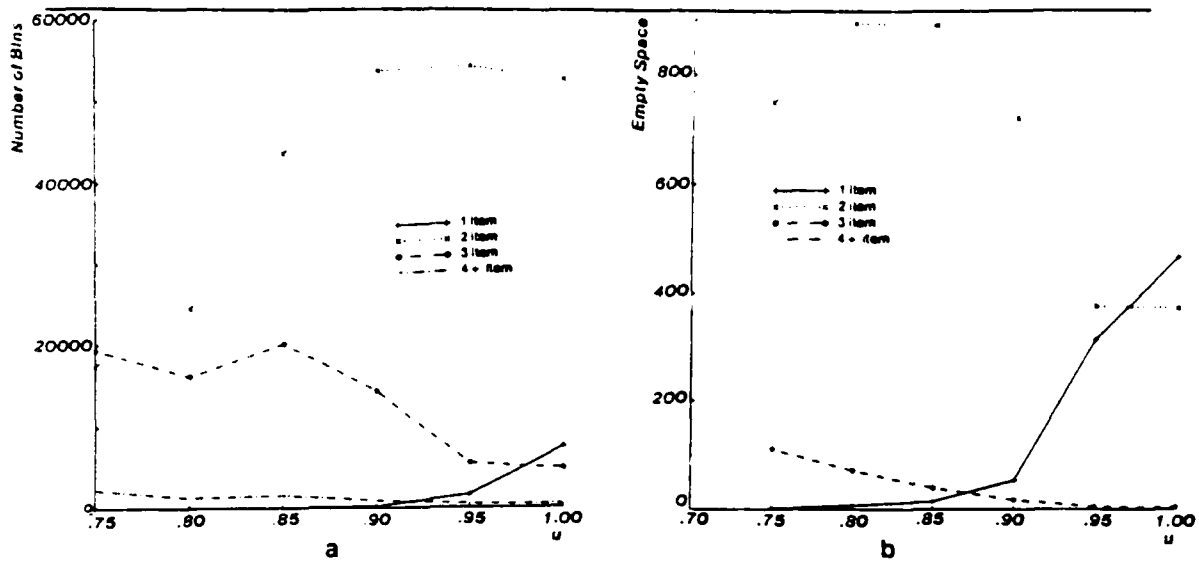 60000
Number of Bins
40000
20000
0
1 item
2 item
3 item
4 + item
.75 .80 .85 .90 .95 1.00
u
a
Empty Space
800
600
400
200
0
1 item
2 item
3 item
4 + item
.70 .75 .80 .85 .90 .95 1.00
u
b